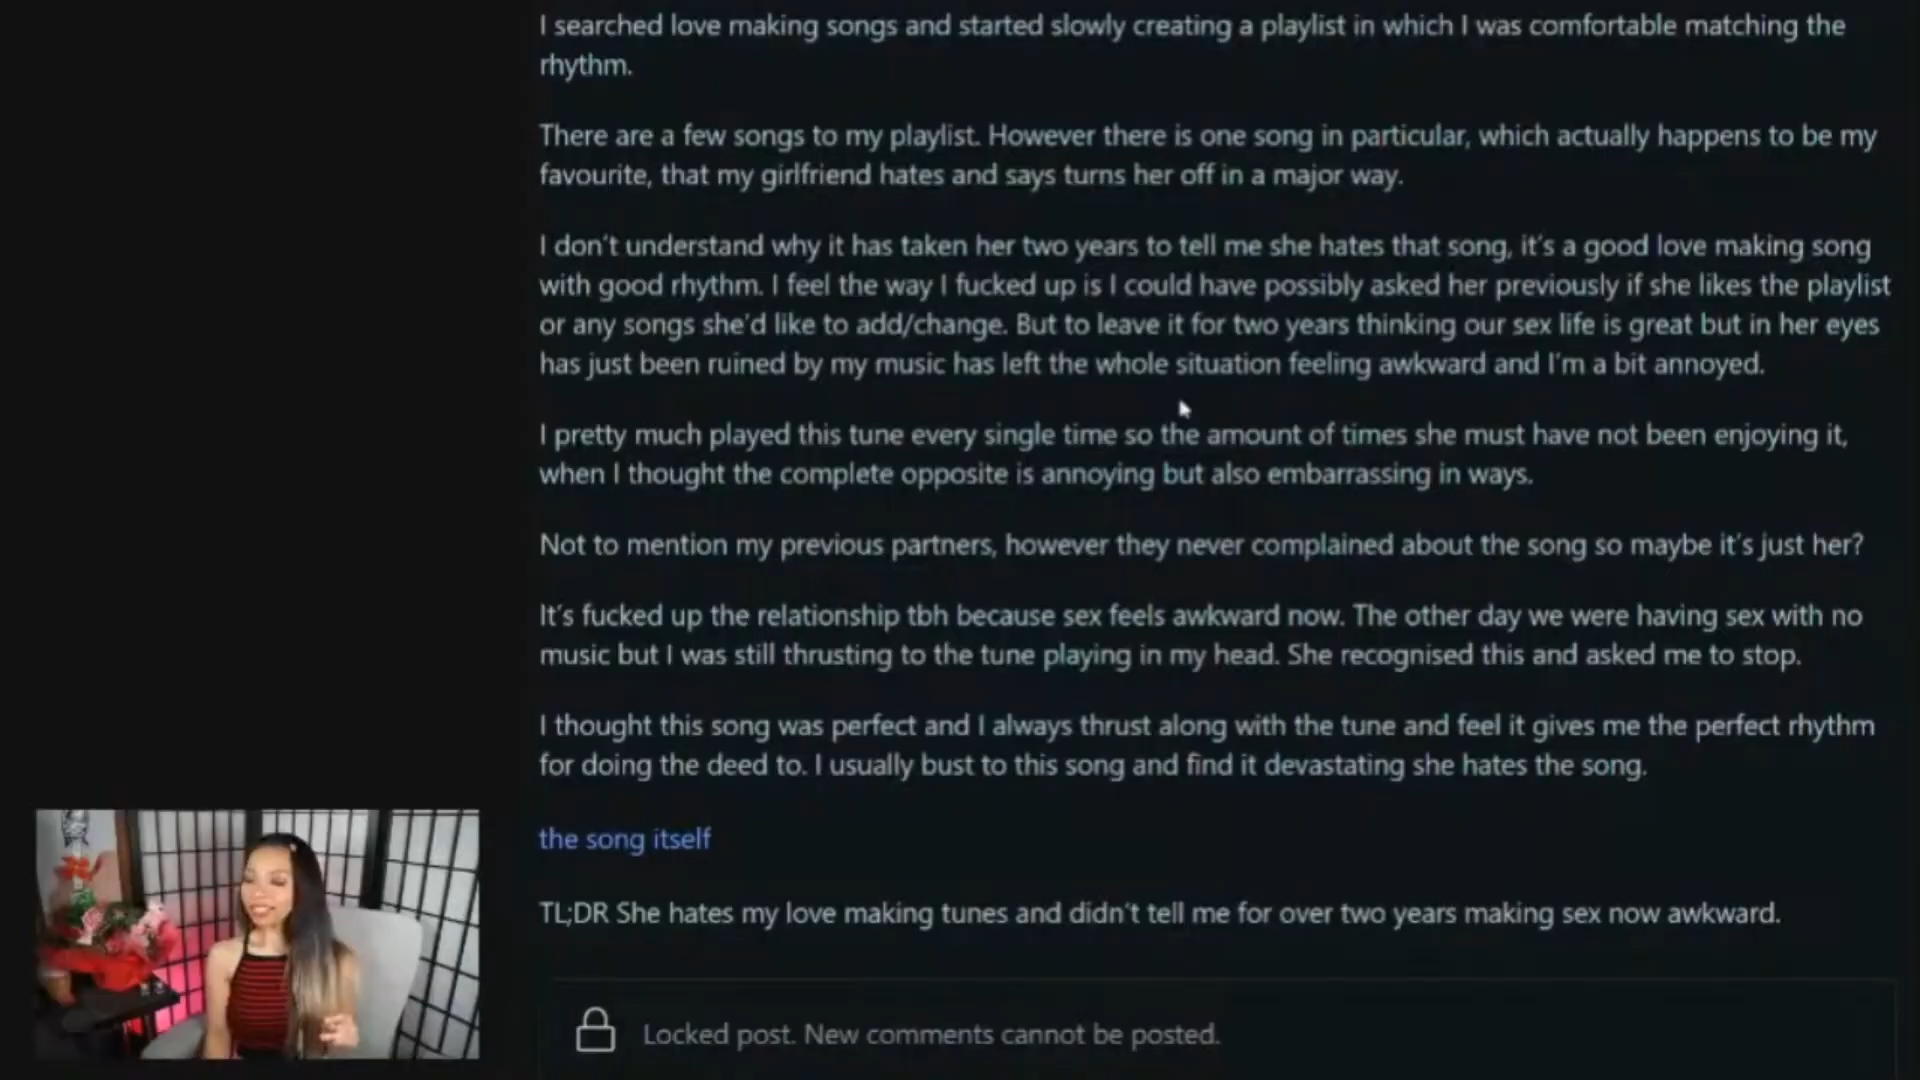 I searched love making songs and started slowly creating a playlist in which I was comfortable matching the
rhythm.
There are a few songs to my playlist. However there is one song in particular, which actually happens to be my
favourite, that my girlfriend hates and says turns her off in a major way.
I don't understand why it has taken her two years to tell me she hates that song, it's a good love making song
with good rhythm. I feel the way I fucked up is I could have possibly asked her previously if she likes the playlist
or any songs she'd like to add/change. But to leave it for two years thinking our sex life is great but in her eyes
has just been ruined by my music has left the whole situation feeling awkward and I'm a bit annoyed.
I pretty much played this tune every single time so the amount of times she must have not been enjoying it,
when I thought the complete opposite is annoying but also embarrassing in ways.
Not to mention my previous partners, however they never complained about the song so maybe it's just her?
It's fucked up the relationship tbh because sex feels awkward now. The other day we were having sex with no
music but I was still thrusting to the tune playing in my head. She recognised this and asked me to stop.
I thought this song was perfect and I always thrust along with the tune and feel it gives me the perfect rhythm
for doing the deed to. I usually bust to this song and find it devastating she hates the song.
the song itself
TL;DR She hates my love making tunes and didn't tell me for over two years making sex now awkward.
Locked post. New comments cannot be posted.